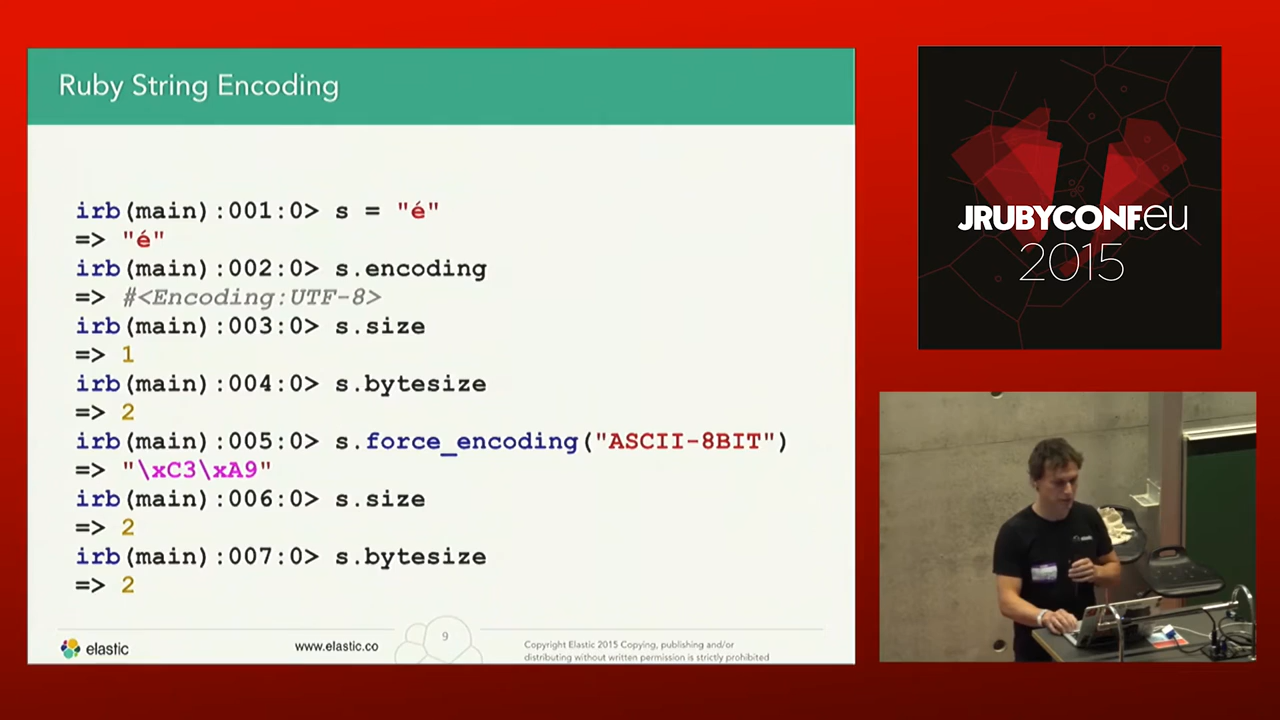 Ruby String Encoding
irb(main):001:0> s = "é"
=> "é"
irb(main):002:0> s.encoding
=> #<Encoding:UTF-8>
irb(main):003:0> s.size
=> 1
irb(main):004:0> s.bytesize
=> 2
irb(main):005:0> s.force_encoding("ASCII-8BIT")
=> "\xC3\xA9"
irb(main):006:0> s.size
=> 2
irb(main):007:0> s.bytesize
=> 2
elastic
www.elastic.co
9
Copyright Elastic 2015 Copying, publishing and/or
distributing without written permission is strictly prohibited
JRUBYCONF.eu
2015